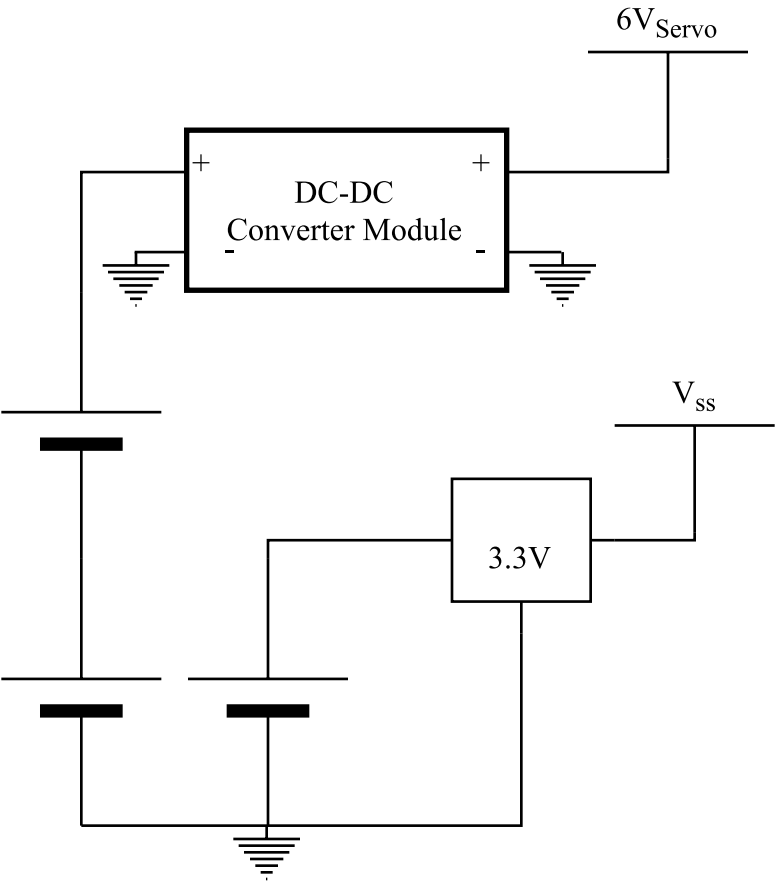 6V_Servo
+ +
DC-DC
Converter Module
- -
V_ss
3.3V